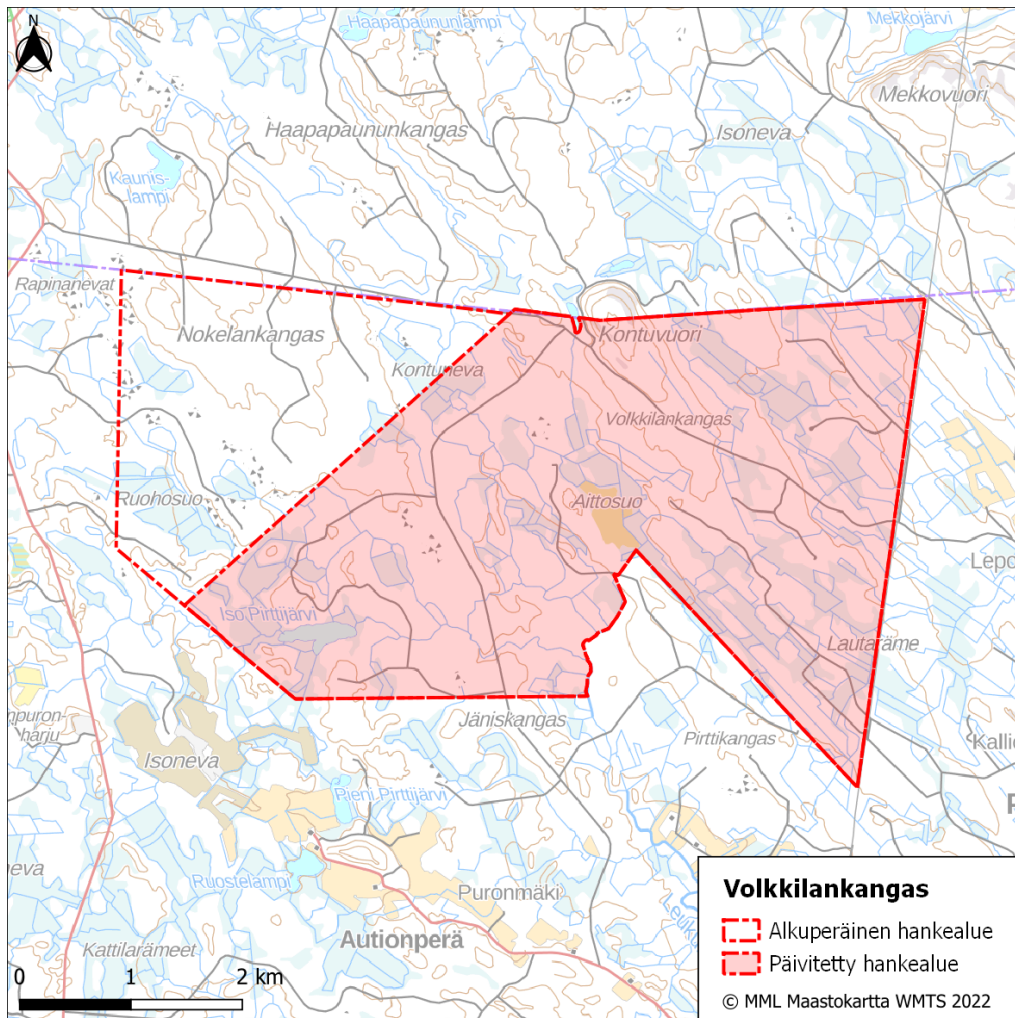 N
Haapapaununlampi
Mekkojärvi
Mekkovuori
Haapapaununkangas
Isoneva
Kaunis-
lampi
Rapinanevat
Nokelankangas
Kontuvuori
Kontuneva
Volkkilankangas
Ruohosuo
Aittosuo
Iso Pirttijärvi
Lautaräme
Jäniskangas
Pirttikangas
Isoneva
Pieni Pirttijärvi
Ruostelampi
Puronmäki
Autionperä
Kattilarämeet
0 1 2 km
Volkkilankangas
Alkuperäinen hankealue
Päivitetty hankealue
© MML Maastokartta WMTS 2022